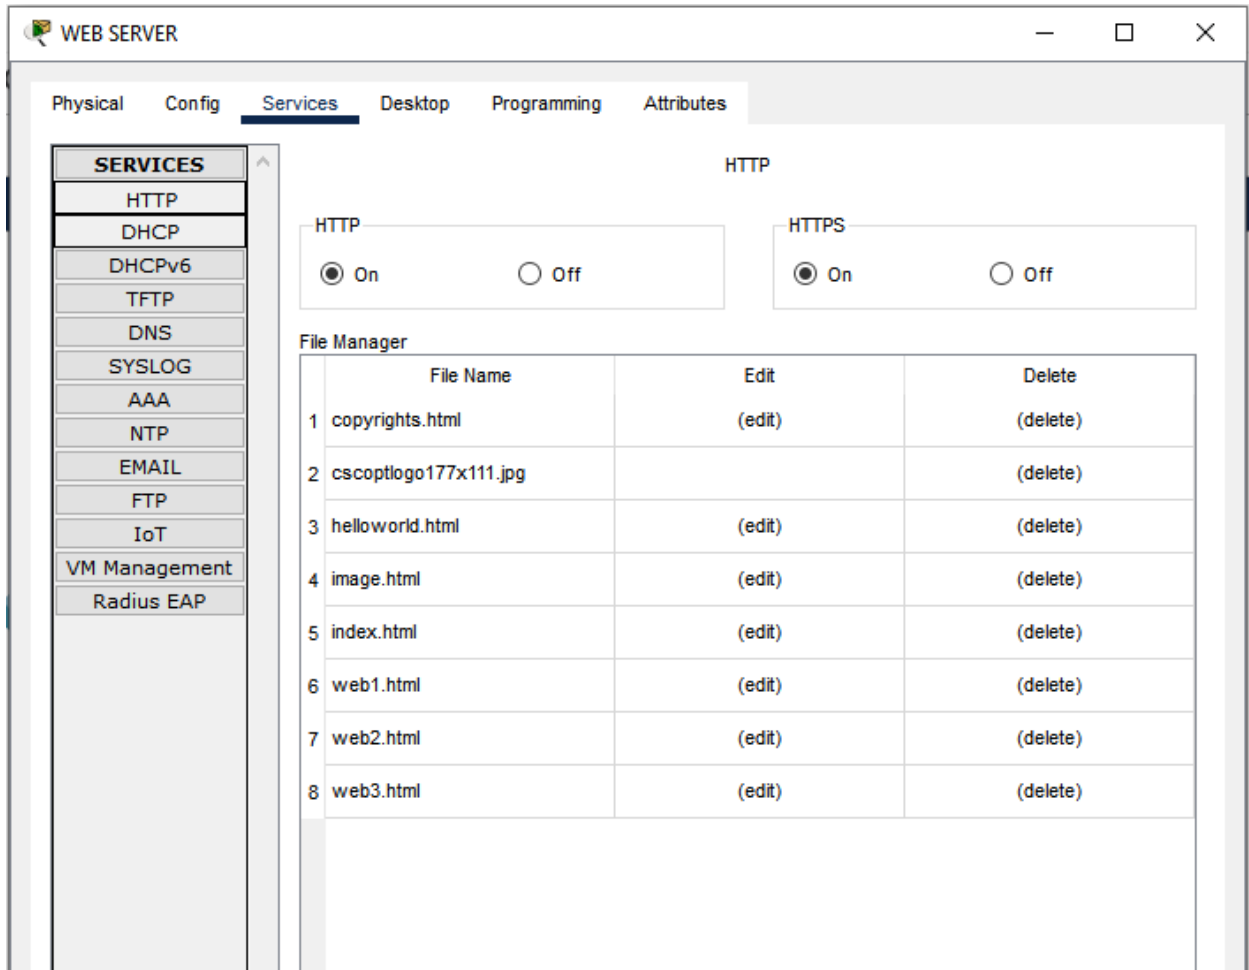 WEB SERVER
Physical Config Services Desktop Programming Attributes
SERVICES
HTTP
DHCP
DHCPv6
TFTP
DNS
SYSLOG
AAA
NTP
EMAIL
FTP
IoT
VM Management
Radius EAP
HTTP
HTTP
On Off
HTTPS
On Off
File Manager
File Name Edit Delete
1 copyrights.html (edit) (delete)
2 cscoptlogo177x111.jpg (delete)
3 helloworld.html (edit) (delete)
4 image.html (edit) (delete)
5 index.html (edit) (delete)
6 web1.html (edit) (delete)
7 web2.html (edit) (delete)
8 web3.html (edit) (delete)